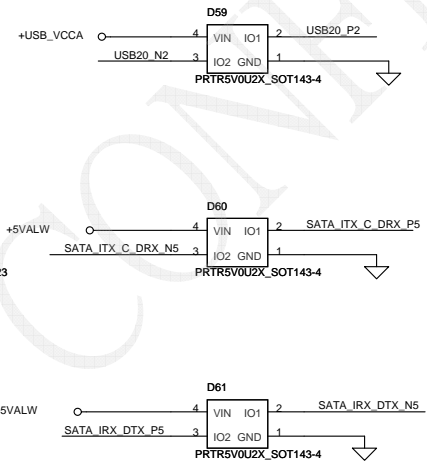 D59
+USB_VCCA 4 VIN IO1 2 USB20_P2
USB20_N2 3 IO2 GND 1
PRTR5V0U2X_SOT143-4
D60
+5VALW 4 VIN IO1 2 SATA_ITX_C_DRX_P5
SATA_ITX_C_DRX_N5 3 IO2 GND 1
PRTR5V0U2X_SOT143-4
D61
5VALW 4 VIN IO1 2 SATA_IRX_DTX_N5
SATA_IRX_DTX_P5 3 IO2 GND 1
PRTR5V0U2X_SOT143-4